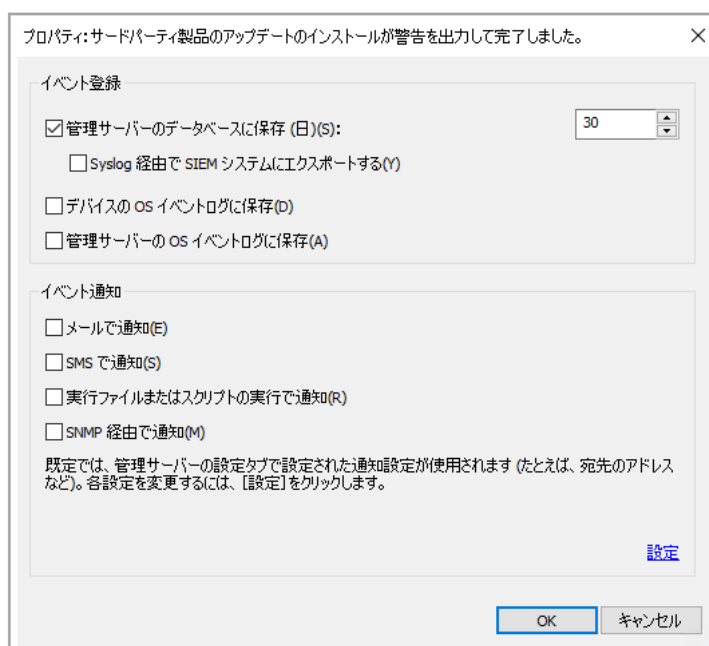 プロパティ:サードパーティ製品のアップデートのインストールが警告を出力して完了しました。
イベント登録
管理サーバーのデータベースに保存 (日)(S):
30
Syslog 経由で SIEM システムにエクスポートする(Y)
デバイスの OS イベントログに保存(D)
管理サーバーの OS イベントログに保存(A)
イベント通知
メールで通知(E)
SMS で通知(S)
実行ファイルまたはスクリプトの実行で通知(R)
SNMP 経由で通知(M)
既定では、管理サーバーの設定タブで設定された通知設定が使用されます (たとえば、宛先のアドレス
など)。各設定を変更するには、[設定]をクリックします。
設定
OK
キャンセル